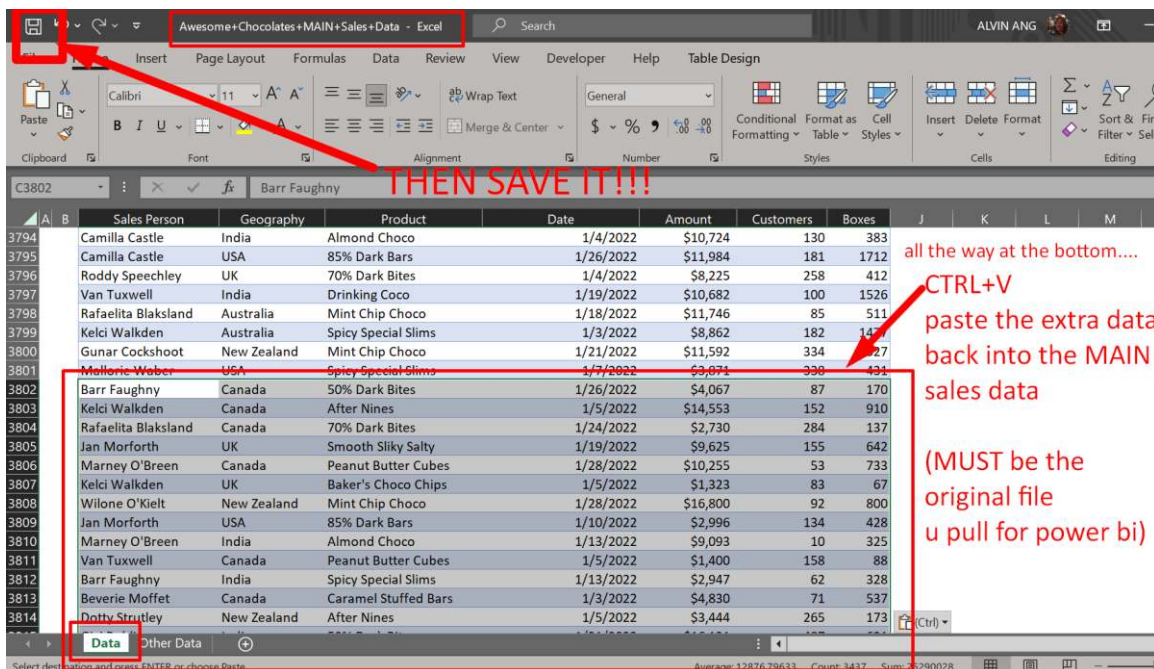 Awesome+Chocolates+MAIN+Sales+Data - Excel
Search
ALVIN ANG
Insert Page Layout Formulas Data Review View Developer Help Table Design
Paste
Calibri 11
B I U
Wrap Text
Merge & Center
General
$ % 9
Conditional Formatting
Format as Table
Cell Styles
Insert Delete Format
Sort & Filter
Clipboard Font Alignment Number Styles Cells Editing
THEN SAVE IT!!!
C3802 fx Barr Faughny
A B Sales Person Geography Product Date Amount Customers Boxes J K L M
3794 Camilla Castle India Almond Choco 1/4/2022 $10,724 130 383
3795 Camilla Castle USA 85% Dark Bars 1/26/2022 $11,984 181 1712
3796 Roddy Speechley UK 70% Dark Bites 1/4/2022 $8,225 258 412
3797 Van Tuxwell India Drinking Coco 1/19/2022 $10,682 100 1526
3798 Rafaelita Blaksland Australia Mint Chip Choco 1/18/2022 $11,746 85 511
3799 Kelci Walkden Australia Spicy Special Slims 1/3/2022 $8,862 182
3800 Gunar Cockshoot New Zealand Mint Chip Choco 1/21/2022 $11,592 334
3801 Mallorie Waber USA Spicy Special Slims 1/7/2022 $3,871 338 431
3802 Barr Faughny Canada 50% Dark Bites 1/26/2022 $4,067 87 170
3803 Kelci Walkden Canada After Nines 1/5/2022 $14,553 152 910
3804 Rafaelita Blaksland Canada 70% Dark Bites 1/24/2022 $2,730 284 137
3805 Jan Morforth UK Smooth Sliky Salty 1/19/2022 $9,625 155 642
3806 Marney O'Breen Canada Peanut Butter Cubes 1/28/2022 $10,255 53 733
3807 Kelci Walkden UK Baker's Choco Chips 1/5/2022 $1,323 83 67
3808 Wilone O'Kielt New Zealand Mint Chip Choco 1/28/2022 $16,800 92 800
3809 Jan Morforth USA 85% Dark Bars 1/10/2022 $2,996 134 428
3810 Marney O'Breen India Almond Choco 1/13/2022 $9,093 10 325
3811 Van Tuxwell Canada Peanut Butter Cubes 1/5/2022 $1,400 158 88
3812 Barr Faughny India Spicy Special Slims 1/13/2022 $2,947 62 328
3813 Beverie Moffet Canada Caramel Stuffed Bars 1/3/2022 $4,830 71 537
3814 Dotty Strutley New Zealand After Nines 1/5/2022 $3,444 265 173
all the way at the bottom....
CTRL+V
paste the extra data
back into the MAIN
sales data
(MUST be the
original file
u pull for power bi)
(Ctrl)
Data Other Data
Select destination and press ENTER or choose Paste Average: 12876.79633 Count: 3437 Sum: 25290028